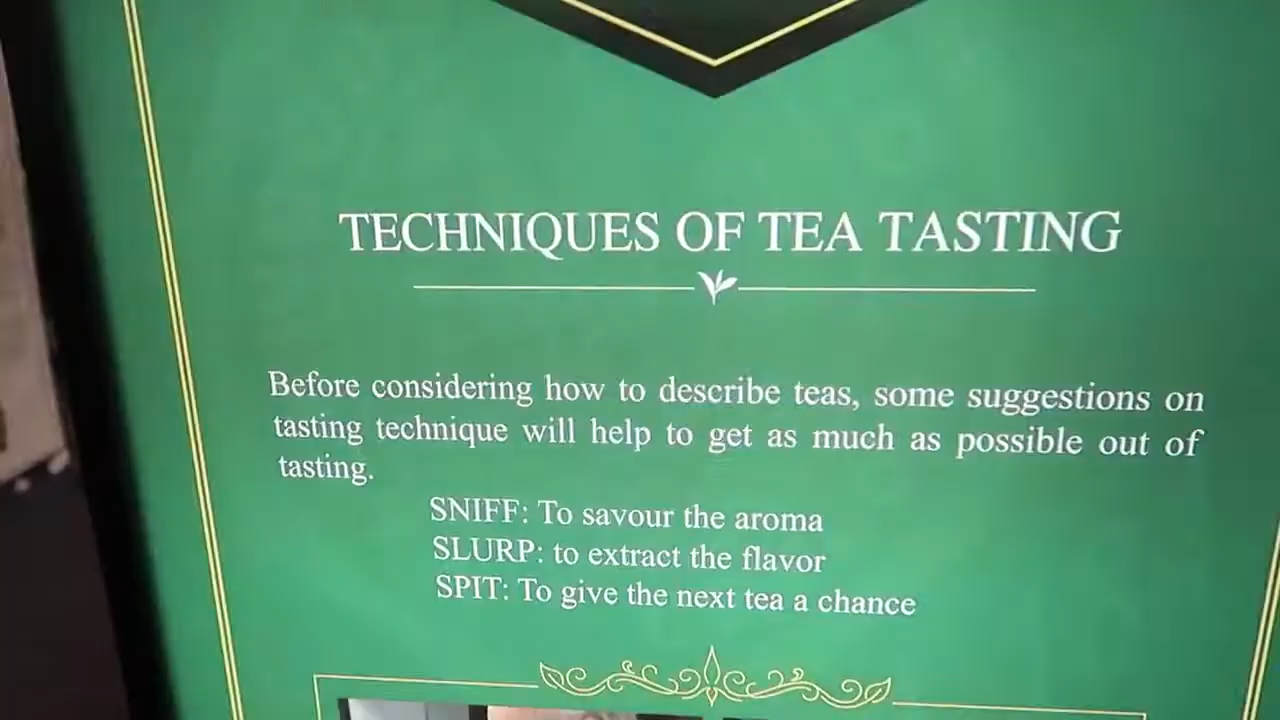 TECHNIQUES OF TEA TASTING
Before considering how to describe teas, some suggestions on
tasting technique will help to get as much as possible out of
tasting.
SNIFF: To savour the aroma
SLURP: to extract the flavor
SPIT: To give the next tea a chance